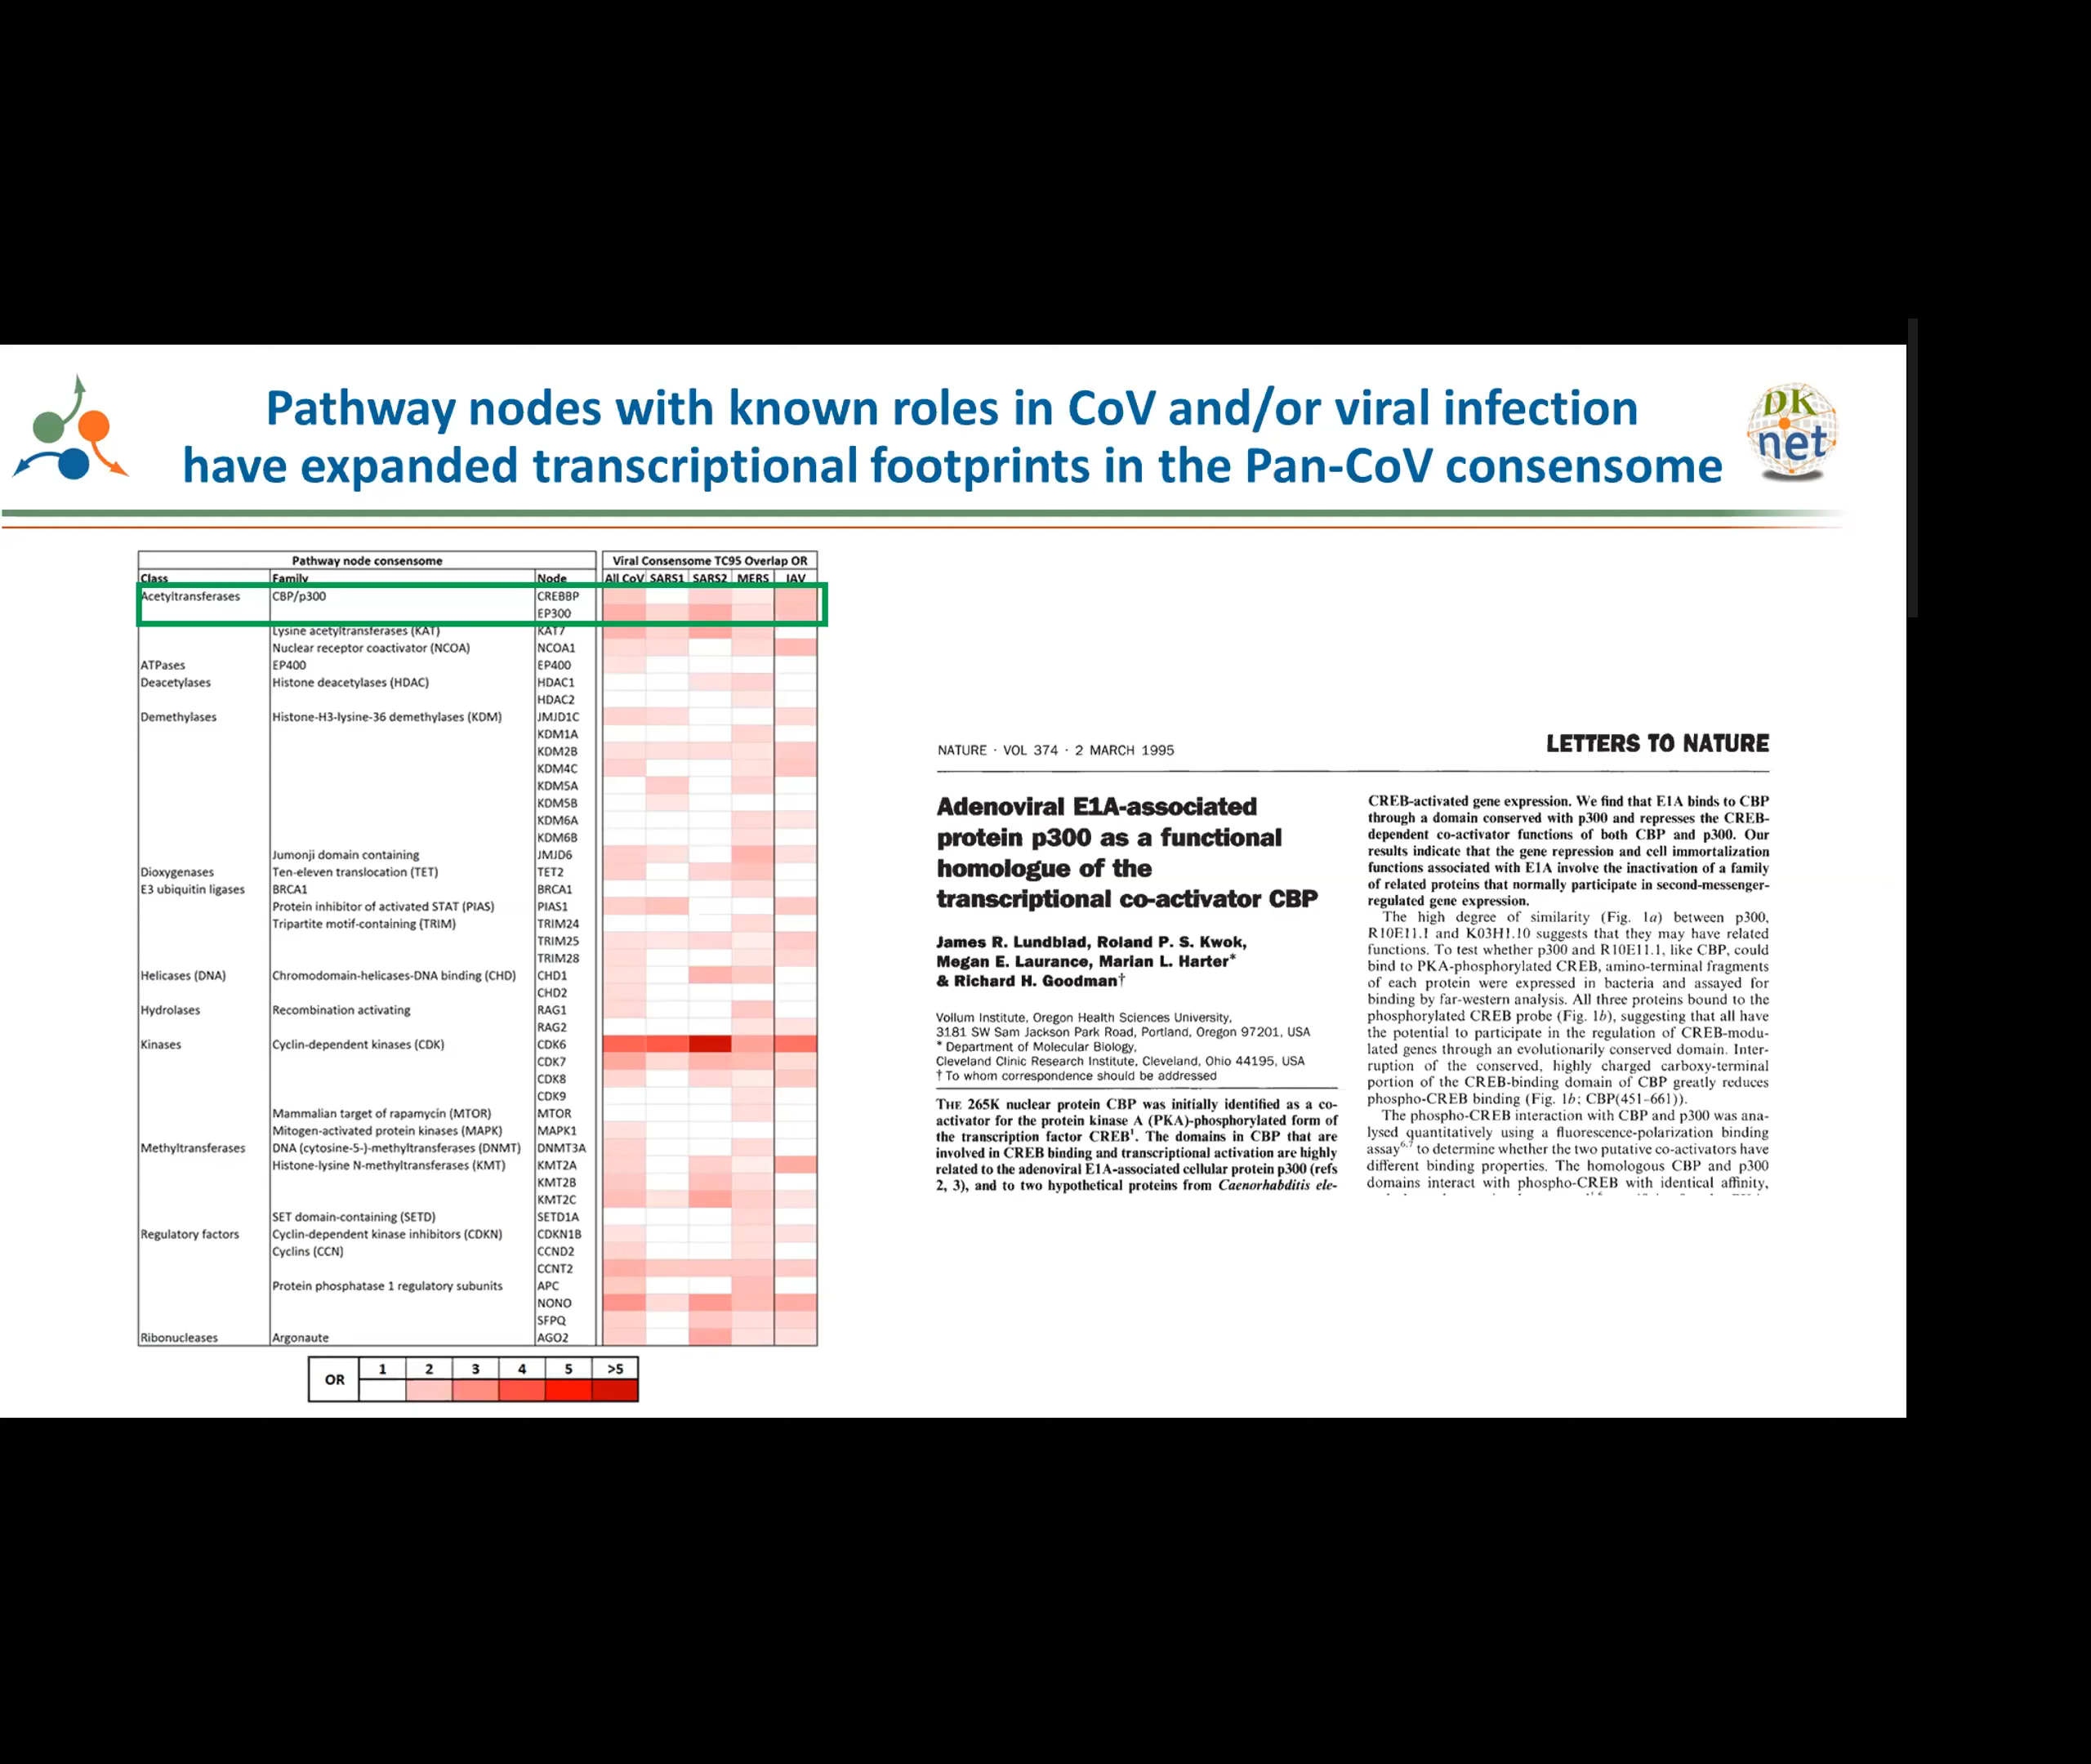 Pathway nodes with known roles in CoV and/or viral infection
have expanded transcriptional footprints in the Pan-CoV consensome
DK
net
Pathway node consensome Viral Consensome TC95 Overlap OR
Class Family Node All CoV SARS1 SARS2 MERS IAV
Acetyltransferases CBP/p300 CREBBP
EP300
Lysine acetyltransferases (KAT) KAT7
Nuclear receptor coactivator (NCOA) NCOA1
ATPases EP400 EP400
Deacetylases Histone deacetylases (HDAC) HDAC1
HDAC2
Demethylases Histone-H3-lysine-36 demethylases (KDM) JMJD1C
KDM1A
KDM2B
KDM4C
KDM5A
KDM5B
KDM6A
KDM6B
Jumonji domain containing JMJD6
Dioxygenases Ten-eleven translocation (TET) TET2
E3 ubiquitin ligases BRCA1 BRCA1
Protein inhibitor of activated STAT (PIAS) PIAS1
Tripartite motif-containing (TRIM) TRIM24
TRIM25
TRIM28
Helicases (DNA) Chromodomain-helicases-DNA binding (CHD) CHD1
CHD2
Hydrolases Recombination activating RAG1
RAG2
Kinases Cyclin-dependent kinases (CDK) CDK6
CDK7
CDK8
CDK9
Mammalian target of rapamycin (MTOR) MTOR
Mitogen-activated protein kinases (MAPK) MAPK1
Methyltransferases DNA (cytosine-5-)-methyltransferases (DNMT) DNMT3A
Histone-lysine N-methyltransferases (KMT) KMT2A
KMT2B
KMT2C
SET domain-containing (SETD) SETD1A
Regulatory factors Cyclin-dependent kinase inhibitors (CDKN) CDKN1B
Cyclins (CCN) CCND2
CCNT2
Protein phosphatase 1 regulatory subunits APC
NONO
SFPQ
Ribonucleases Argonaute AGO2
OR 1 2 3 4 5 >5
NATURE · VOL 374 · 2 MARCH 1995
LETTERS TO NATURE
Adenoviral E1A-associated
protein p300 as a functional
homologue of the
transcriptional co-activator CBP
James R. Lundblad, Roland P. S. Kwok,
Megan E. Laurance, Marian L. Harter*
& Richard H. Goodman†
Vollum Institute, Oregon Health Sciences University,
3181 SW Sam Jackson Park Road, Portland, Oregon 97201, USA
* Department of Molecular Biology,
Cleveland Clinic Research Institute, Cleveland, Ohio 44195, USA
† To whom correspondence should be addressed
THE 265K nuclear protein CBP was initially identified as a co-
activator for the protein kinase A (PKA)-phosphorylated form of
the transcription factor CREB¹. The domains in CBP that are
involved in CREB binding and transcriptional activation are highly
related to the adenoviral E1A-associated cellular protein p300 (refs
2, 3), and to two hypothetical proteins from Caenorhabditis ele-
CREB-activated gene expression. We find that E1A binds to CBP
through a domain conserved with p300 and represses the CREB-
dependent co-activator functions of both CBP and p300. Our
results indicate that the gene repression and cell immortalization
functions associated with E1A involve the inactivation of a family
of related proteins that normally participate in second-messenger-
regulated gene expression.
The high degree of similarity (Fig. 1a) between p300,
R10E11.1 and K03H1.10 suggests that they may have related
functions. To test whether p300 and R10E11.1, like CBP, could
bind to PKA-phosphorylated CREB, amino-terminal fragments
of each protein were expressed in bacteria and assayed for
binding by far-western analysis. All three proteins bound to the
phosphorylated CREB probe (Fig. 1b), suggesting that all have
the potential to participate in the regulation of CREB-modu-
lated genes through an evolutionarily conserved domain. Inter-
ruption of the conserved, highly charged carboxy-terminal
portion of the CREB-binding domain of CBP greatly reduces
phospho-CREB binding (Fig. 1b; CBP(451–661)).
The phospho-CREB interaction with CBP and p300 was ana-
lysed quantitatively using a fluorescence-polarization binding
assay⁶,⁷ to determine whether the two putative co-activators have
different binding properties. The homologous CBP and p300
domains interact with phospho-CREB with identical affinity,